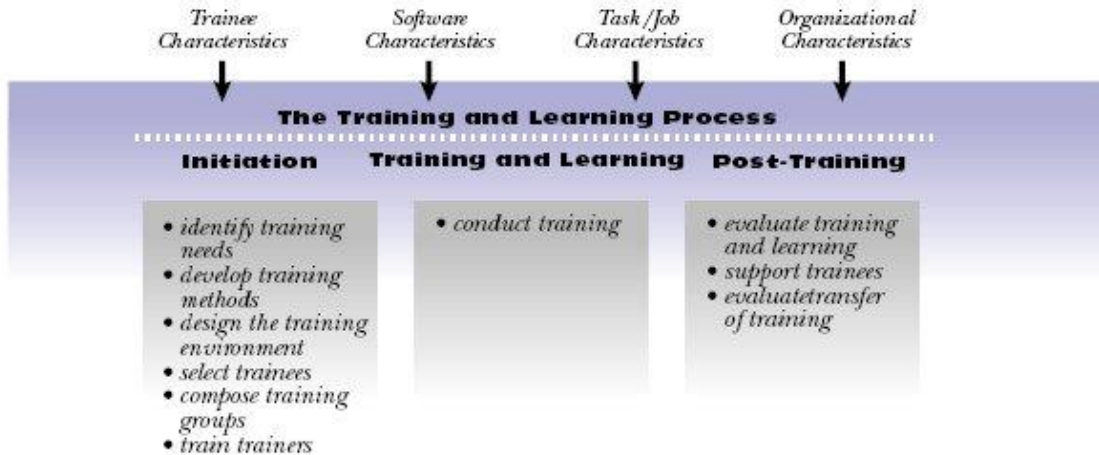 Trainee
Characteristics
Software
Characteristics
Task/Job
Characteristics
Organizational
Characteristics
The Training and Learning Process
Initiation
Training and Learning
Post-Training
• identify training
needs
• develop training
methods
• design the training
environment
• select trainees
• compose training
groups
• train trainers
• conduct training
• evaluate training
and learning
• support trainees
• evaluatetransfer
of training